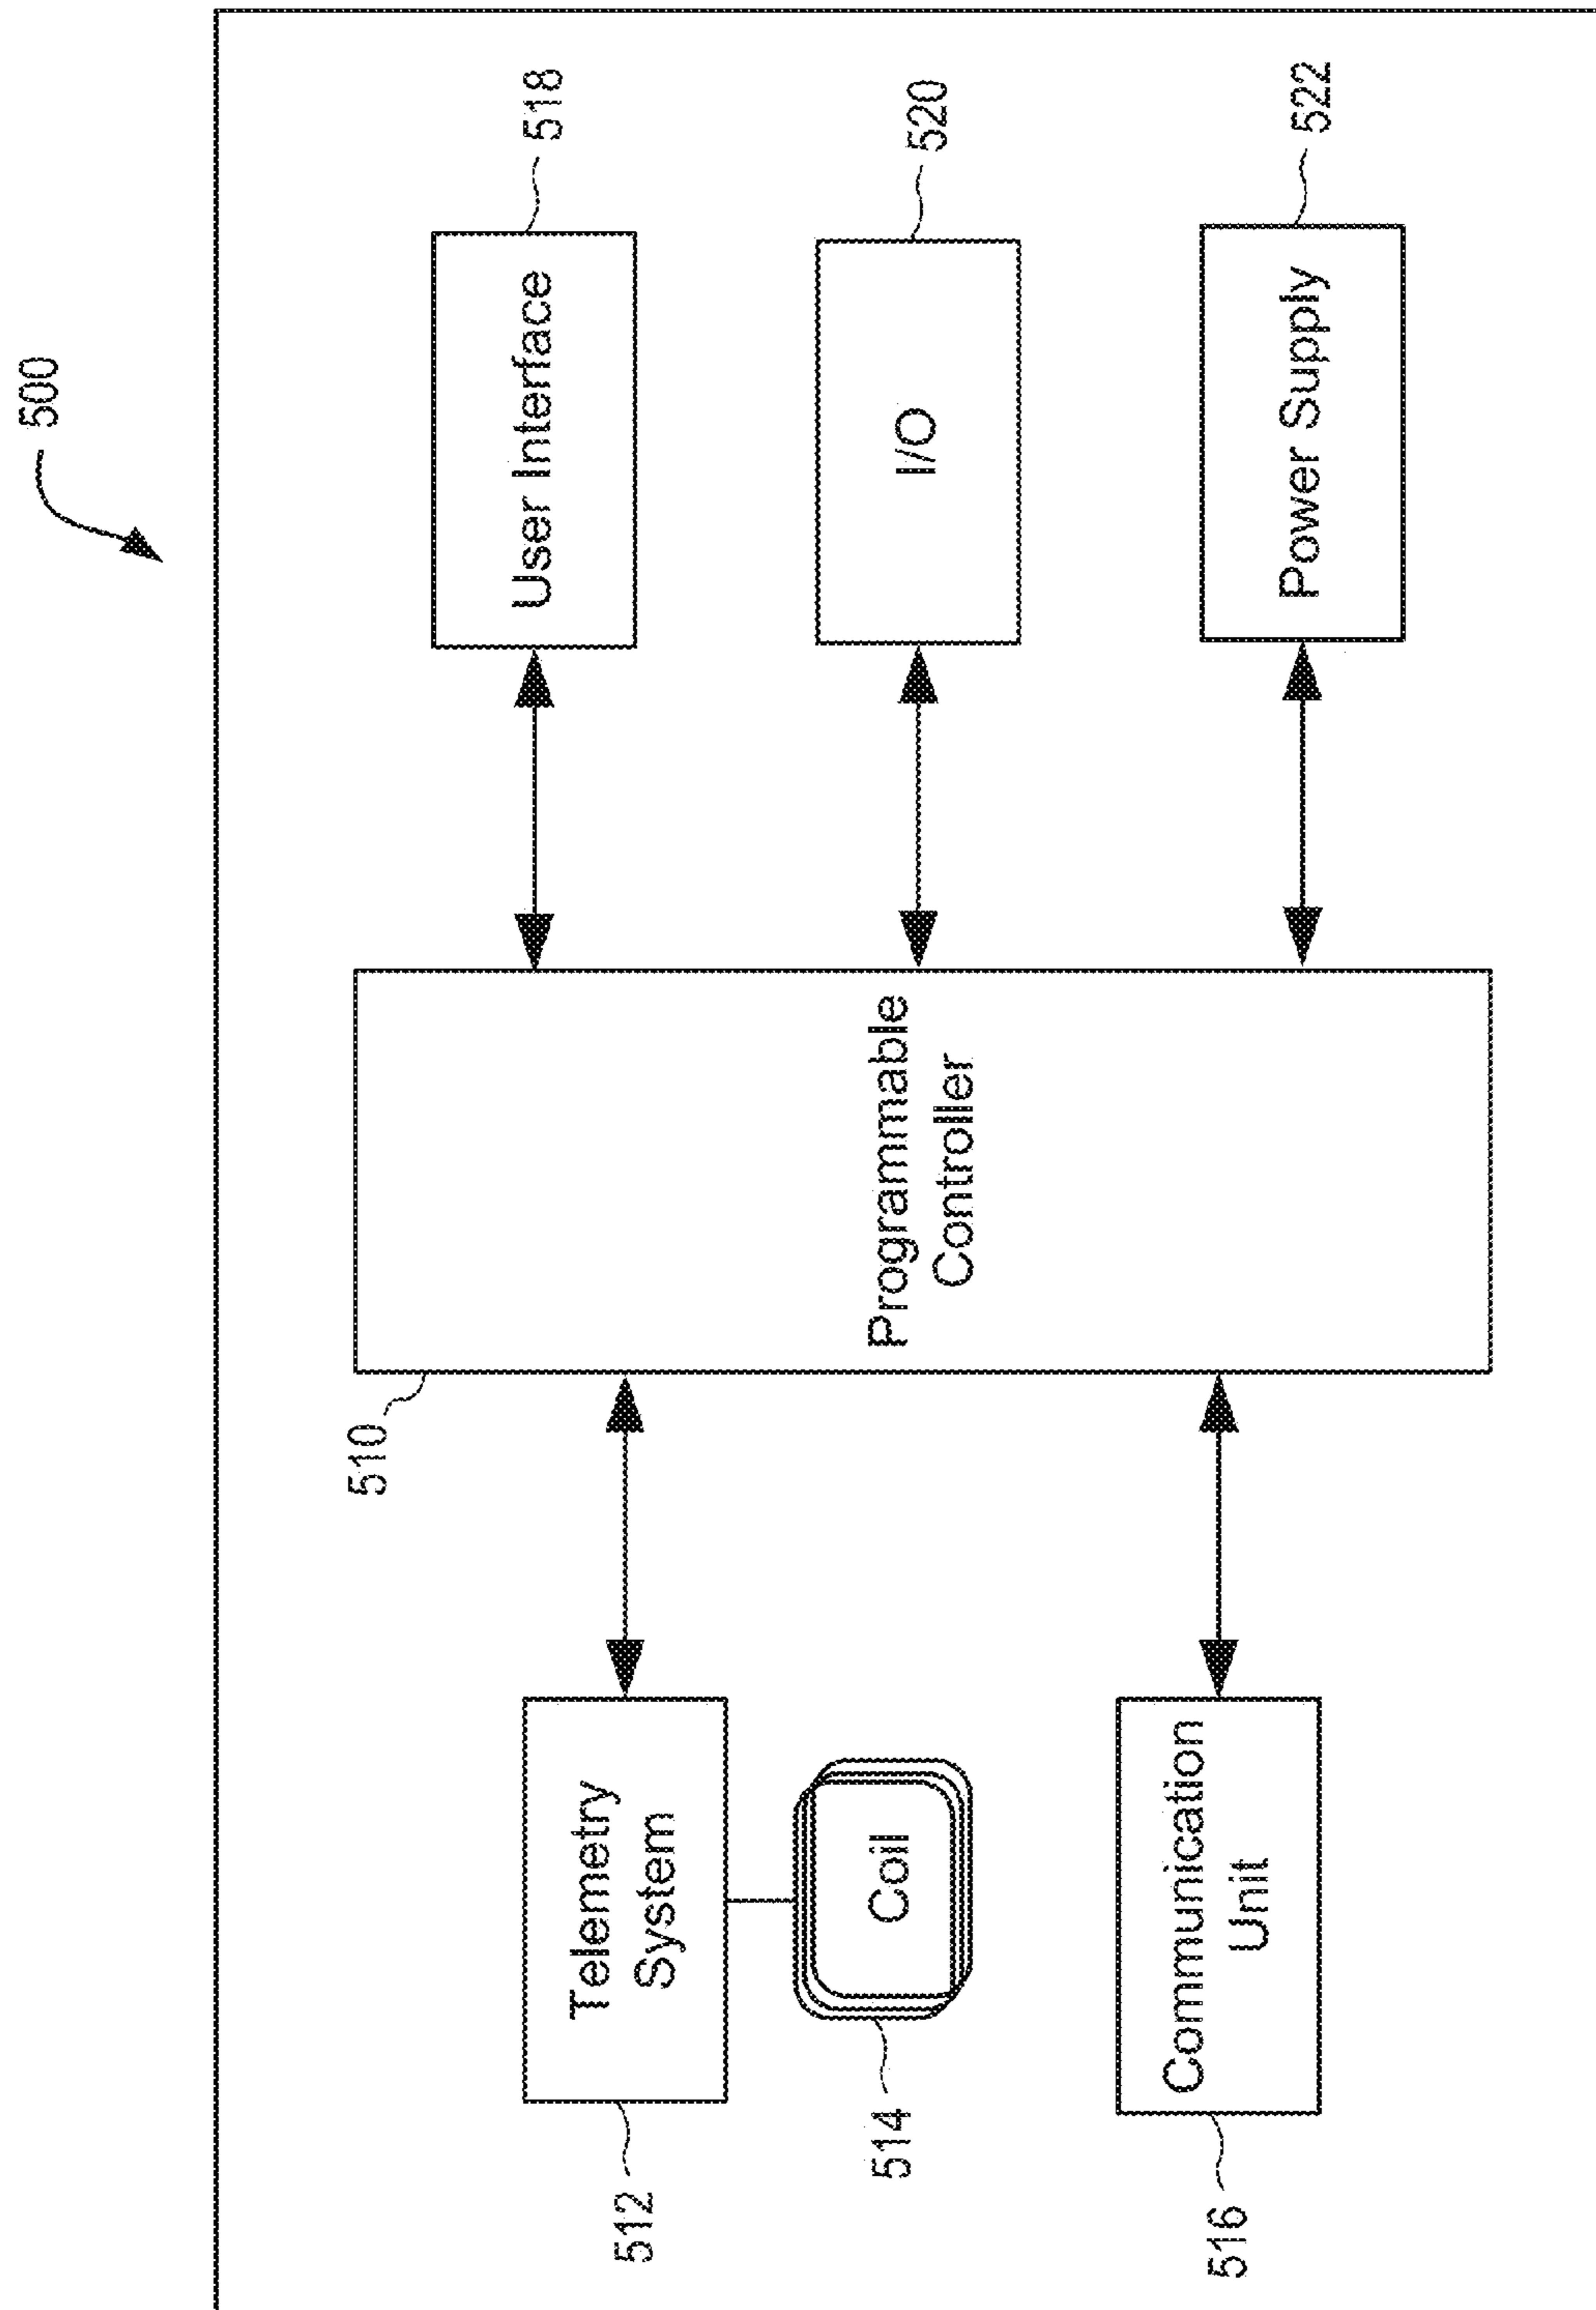 500
510
Telemetry
System
512
Coil
514
Communication
Unit
516
Programmable
Controller
User Interface
518
I/O
520
Power Supply
522